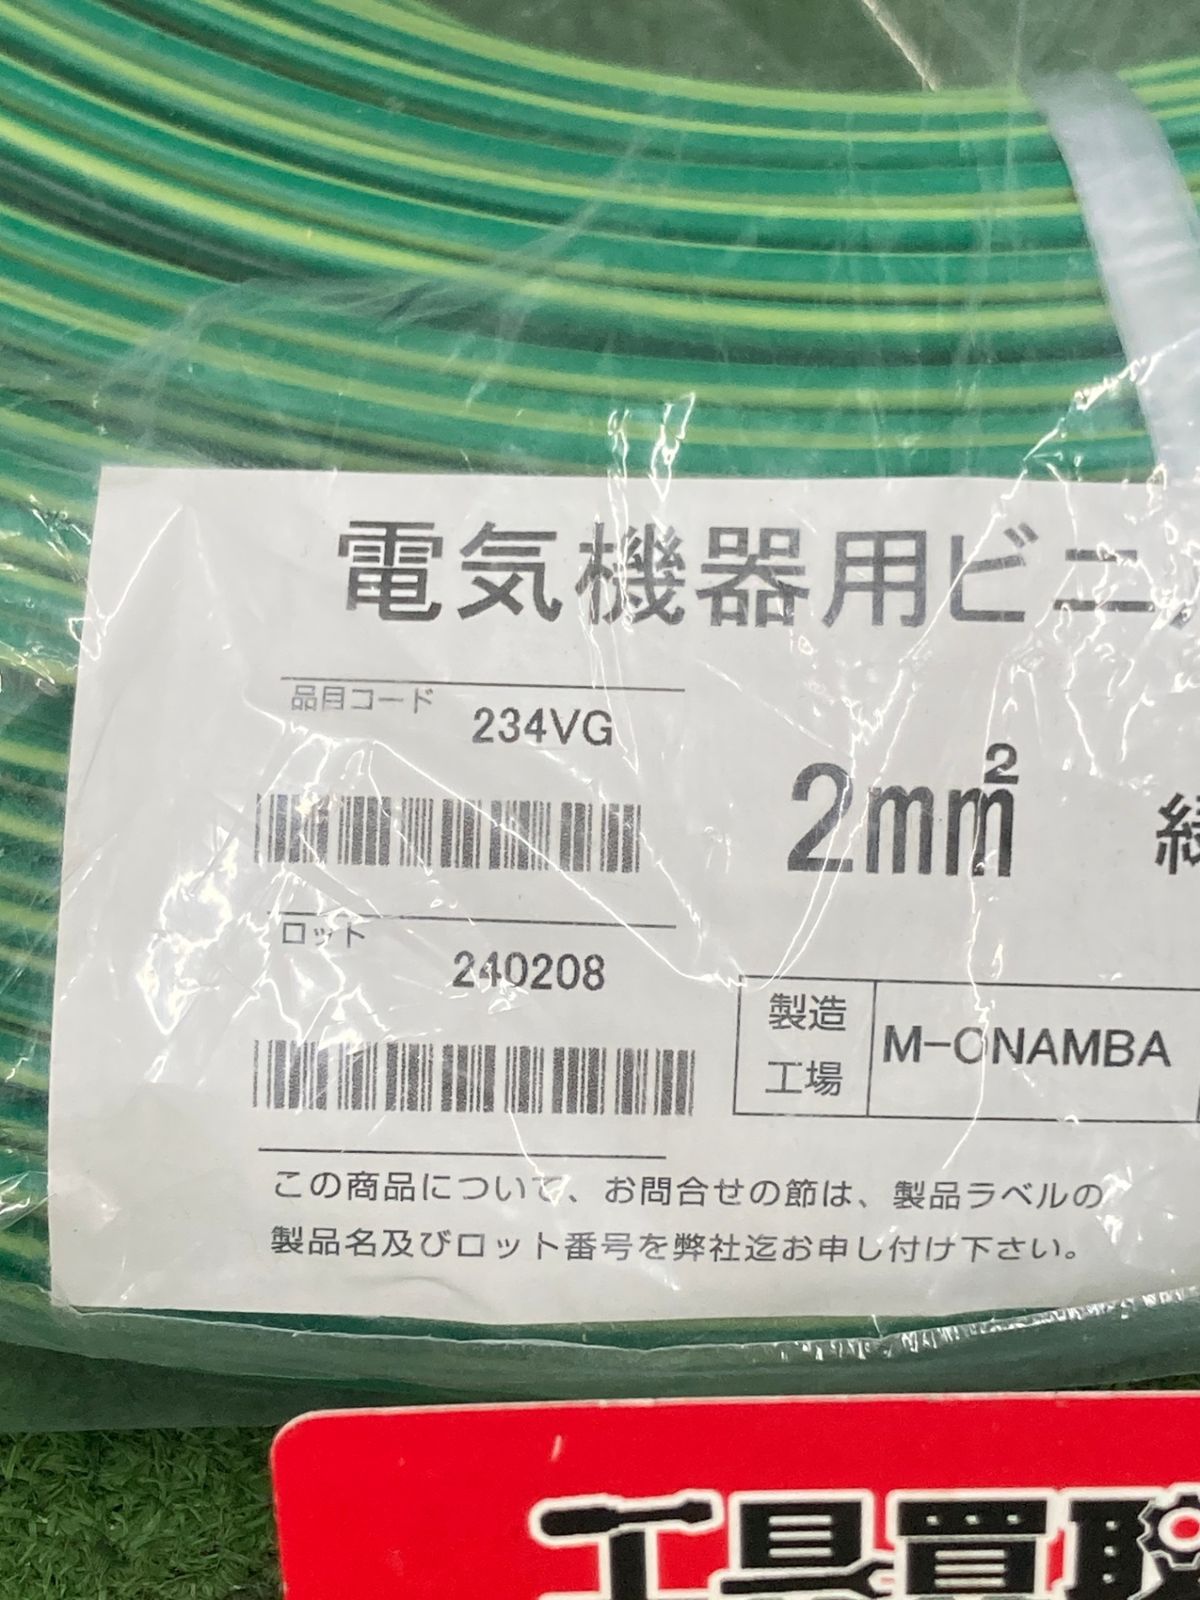 電気機器用ビニ
品目コード 234VG
2mm²
ロット 240208
製造工場 M-ONAMBA
この商品について、お問合せの節は、製品ラベルの
製品名及びロット番号を弊社迄お申し付け下さい。
工具買取